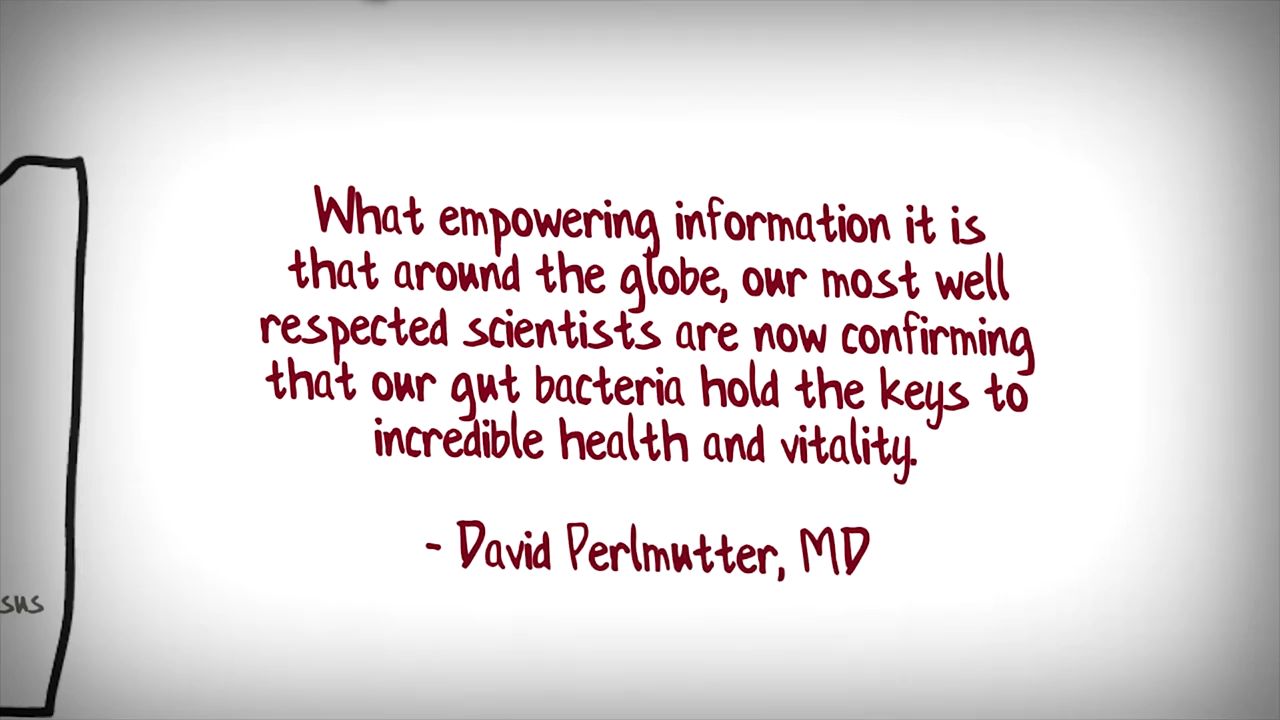 What empowering information it is
that around the globe, our most well
respected scientists are now confirming
that our gut bacteria hold the keys to
incredible health and vitality.
- David Perlmutter, MD
sus